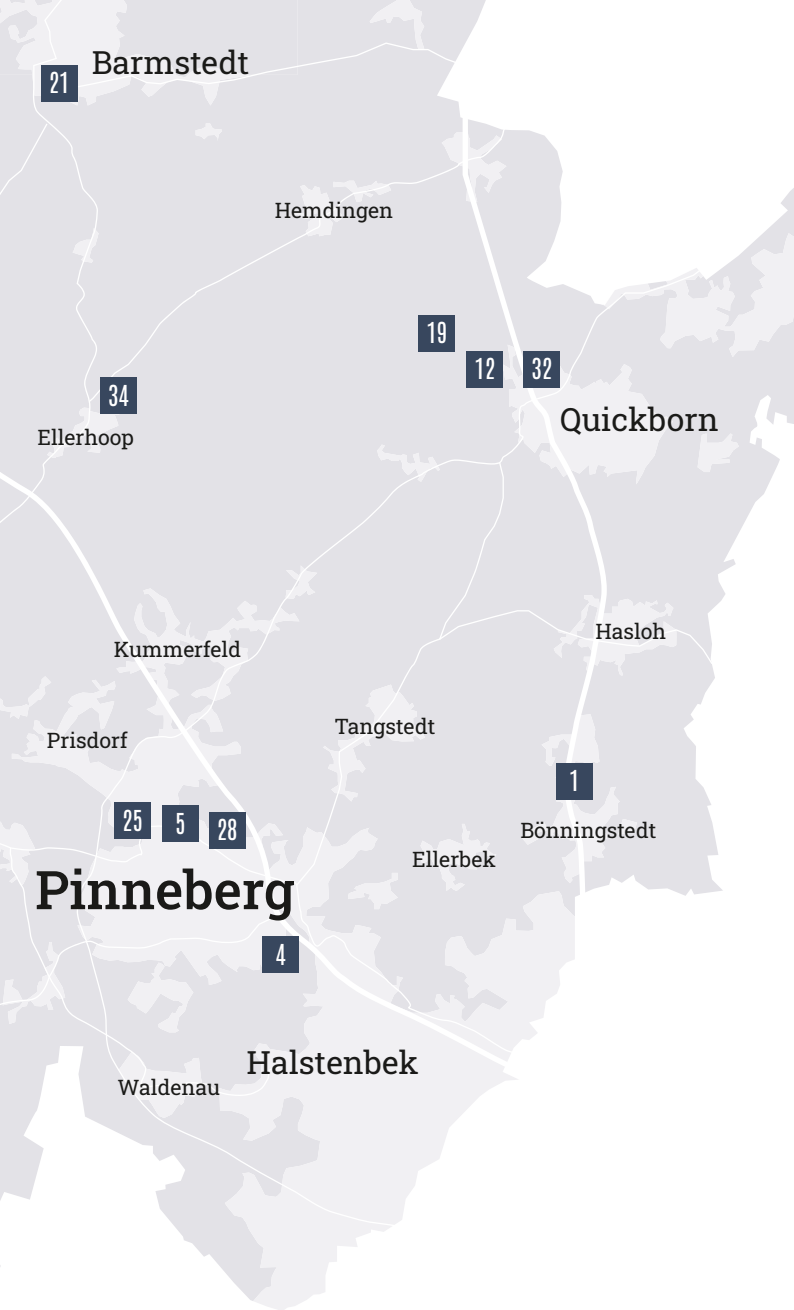 Barmstedt
21
Hemdingen
19
12
32
34
Quickborn
Ellerhoop
Hasloh
Kummerfeld
Tangstedt
Prisdorf
1
25
5
28
Bönningstedt
Ellerbek
Pinneberg
4
Halstenbek
Waldenau